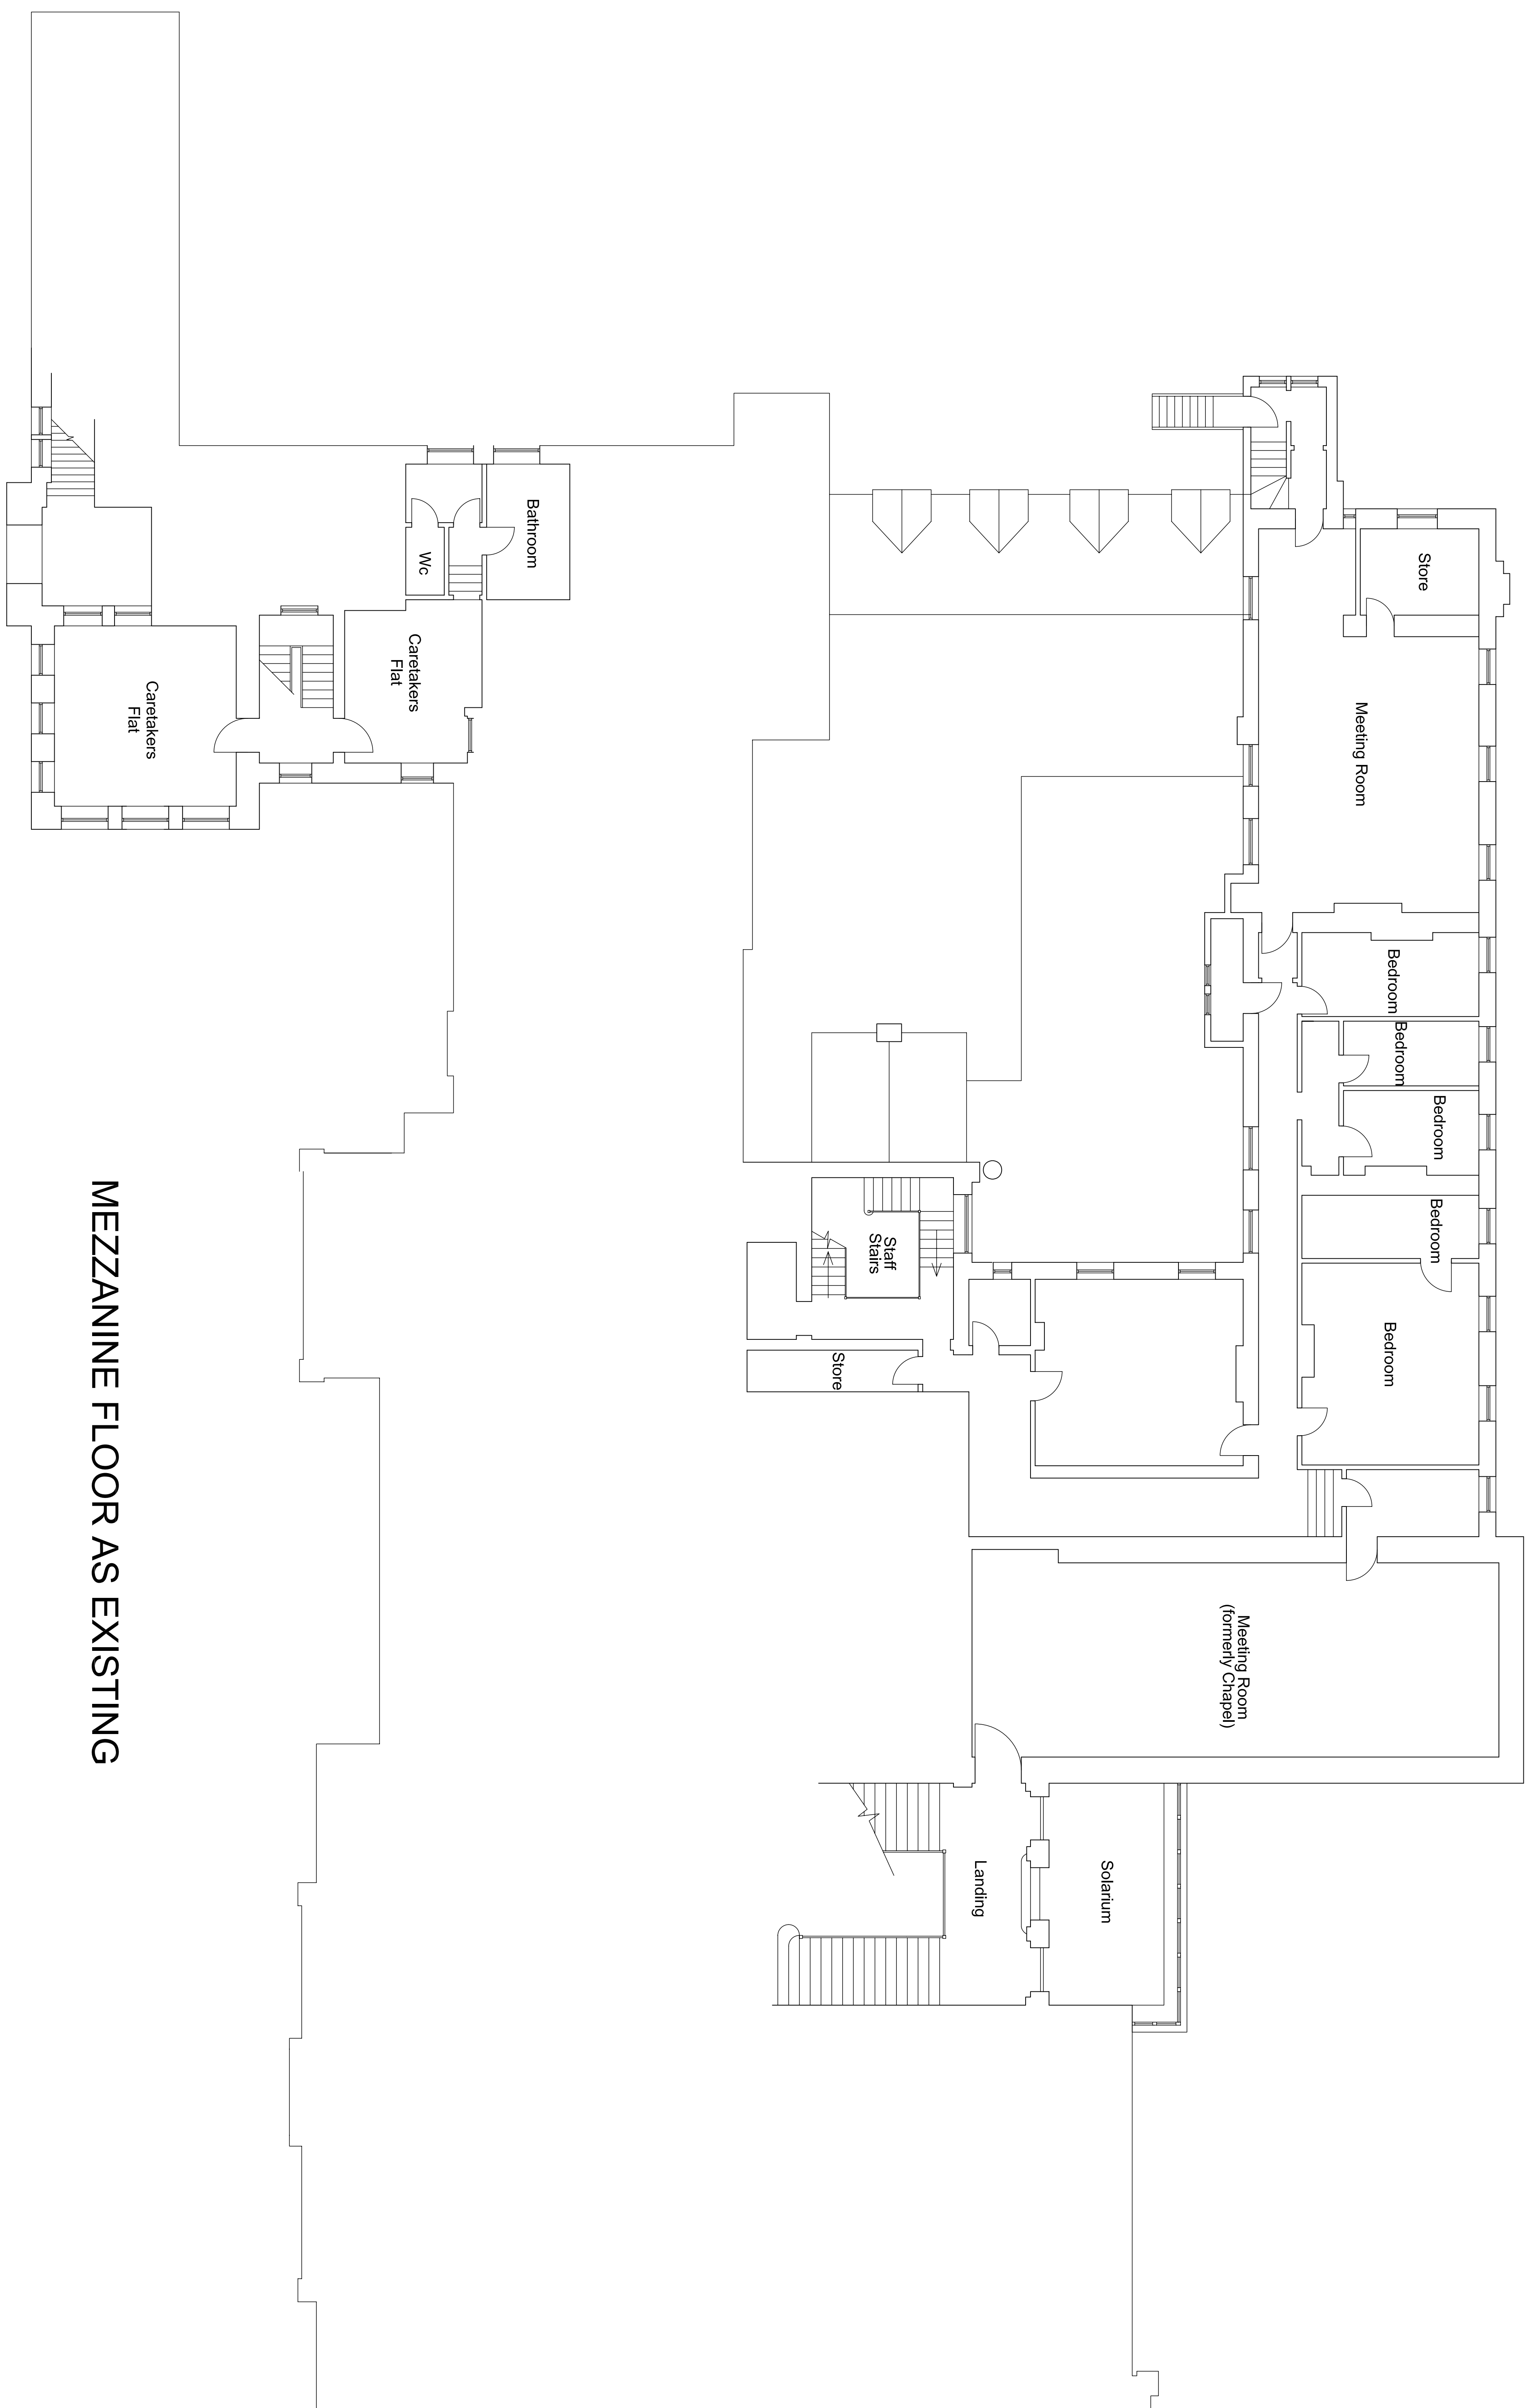 Store
Meeting Room
Bedroom
Bedroom
Bedroom
Bedroom
Bedroom
Meeting Room
(formerly Chapel)
Solarium
Landing
Staff
Stairs
Store
Bathroom
Wc
Caretakers
Flat
Caretakers
Flat
MEZZANINE FLOOR AS EXISTING